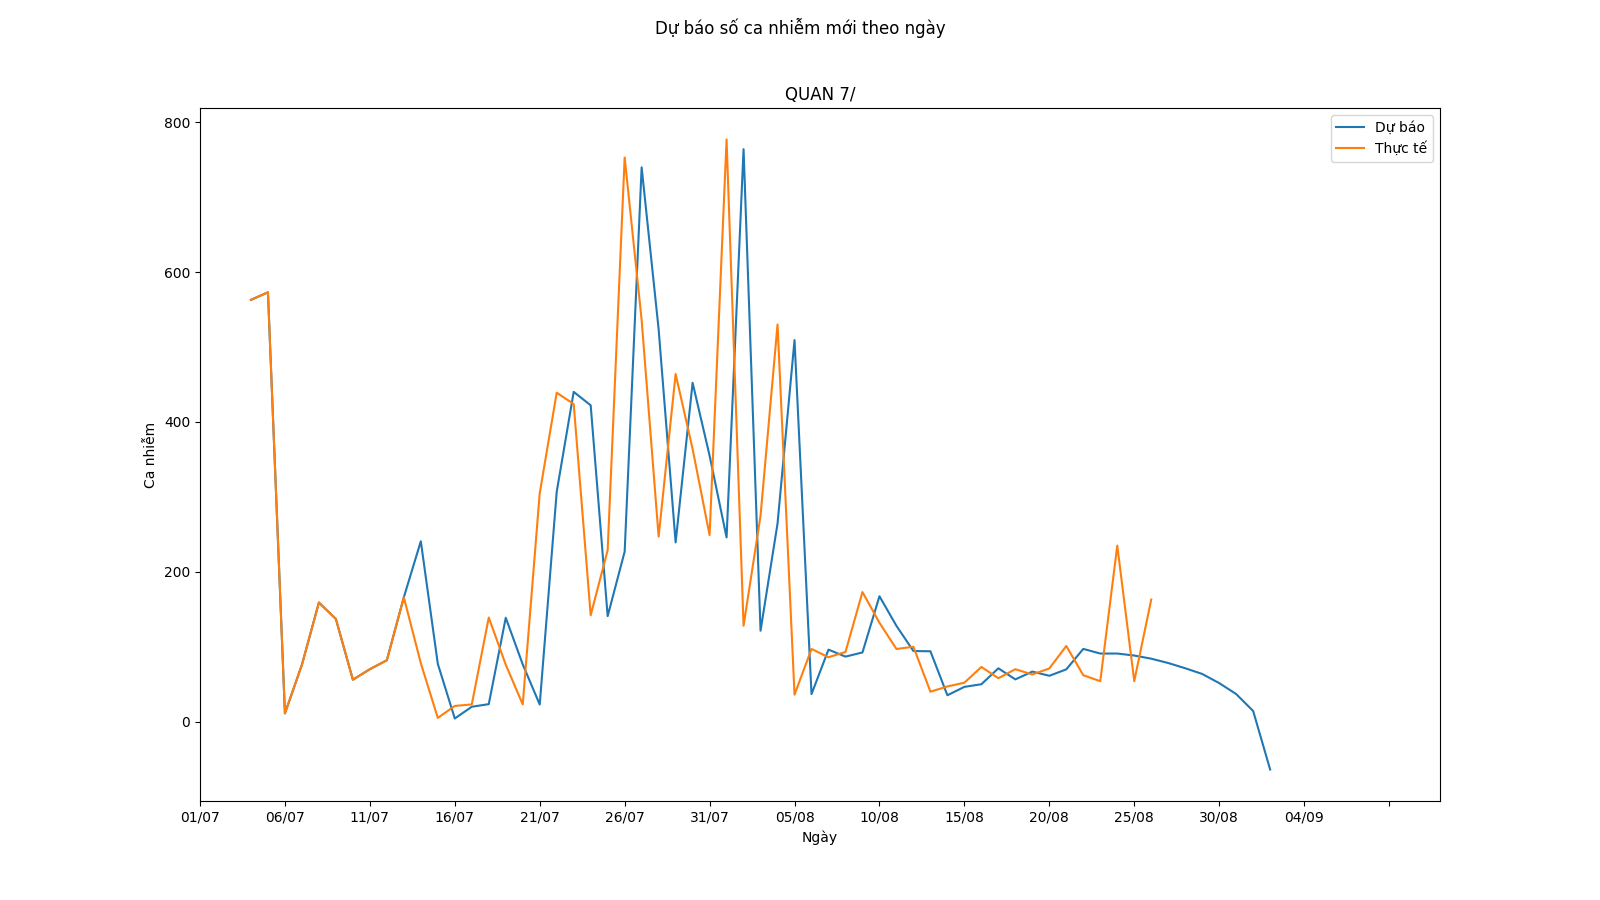 Dự báo số ca nhiễm mới theo ngày
QUAN 7/
Dự báo
Thực tế
800
600
400
200
0
Ca nhiễm
01/07 06/07 11/07 16/07 21/07 26/07 31/07 05/08 10/08 15/08 20/08 25/08 30/08 04/09
Ngày